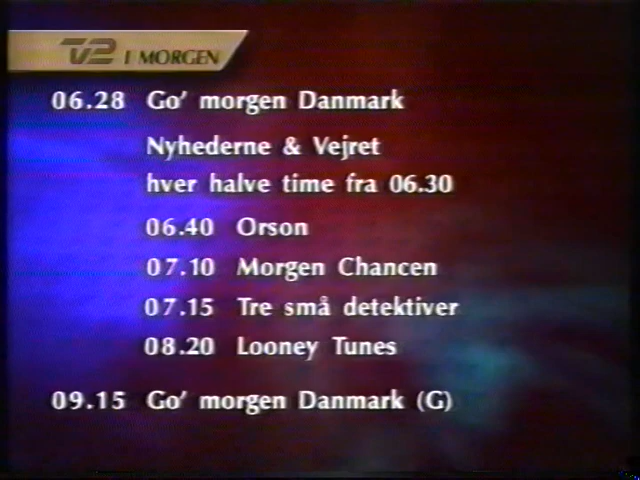 TV2 I MORGEN
06.28 Go' morgen Danmark
Nyhederne & Vejret
hver halve time fra 06.30
06.40 Orson
07.10 Morgen Chancen
07.15 Tre små detektiver
08.20 Looney Tunes
09.15 Go' morgen Danmark (G)